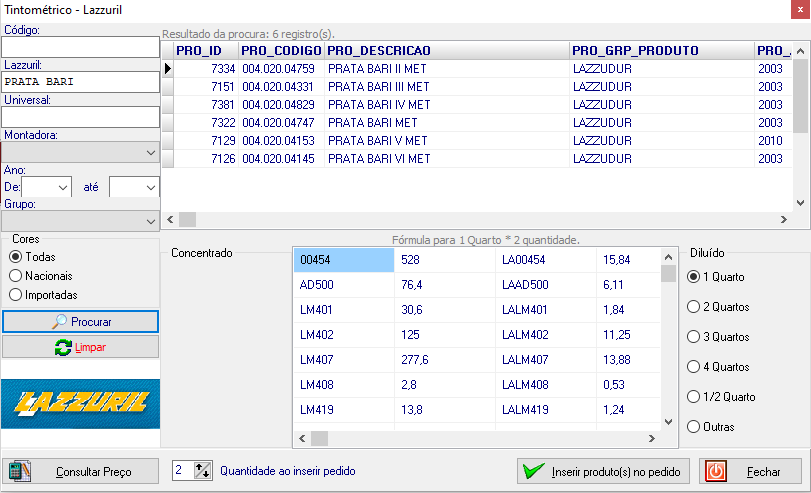 Tintométrico - Lazzuril
Código:
Lazzuril:
PRATA BARI
Universal:
Montadora:
Ano:
De: até
Grupo:
Cores
Todas
Nacionais
Importadas
Procurar
Limpar
LAZZURIL
Resultado da procura: 6 registro(s).
PRO_ID PRO_CODIGO PRO_DESCRICAO PRO_GRP_PRODUTO PRO_
7334 004.020.04759 PRATA BARI II MET LAZZUDUR 2003
7151 004.020.04331 PRATA BARI III MET LAZZUDUR 2003
7381 004.020.04829 PRATA BARI IV MET LAZZUDUR 2003
7322 004.020.04747 PRATA BARI MET LAZZUDUR 2003
7129 004.020.04153 PRATA BARI V MET LAZZUDUR 2010
7126 004.020.04145 PRATA BARI VI MET LAZZUDUR 2003
Fórmula para 1 Quarto * 2 quantidade.
Concentrado
00454 528 LA00454 15,84
AD500 76,4 LAAD500 6,11
LM401 30,6 LALM401 1,84
LM402 125 LALM402 11,25
LM407 277,6 LALM407 13,88
LM408 2,8 LALM408 0,53
LM419 13,8 LALM419 1,24
Diluído
1 Quarto
2 Quartos
3 Quartos
4 Quartos
1/2 Quarto
Outras
Consultar Preço
2 Quantidade ao inserir pedido
Inserir produto(s) no pedido
Fechar